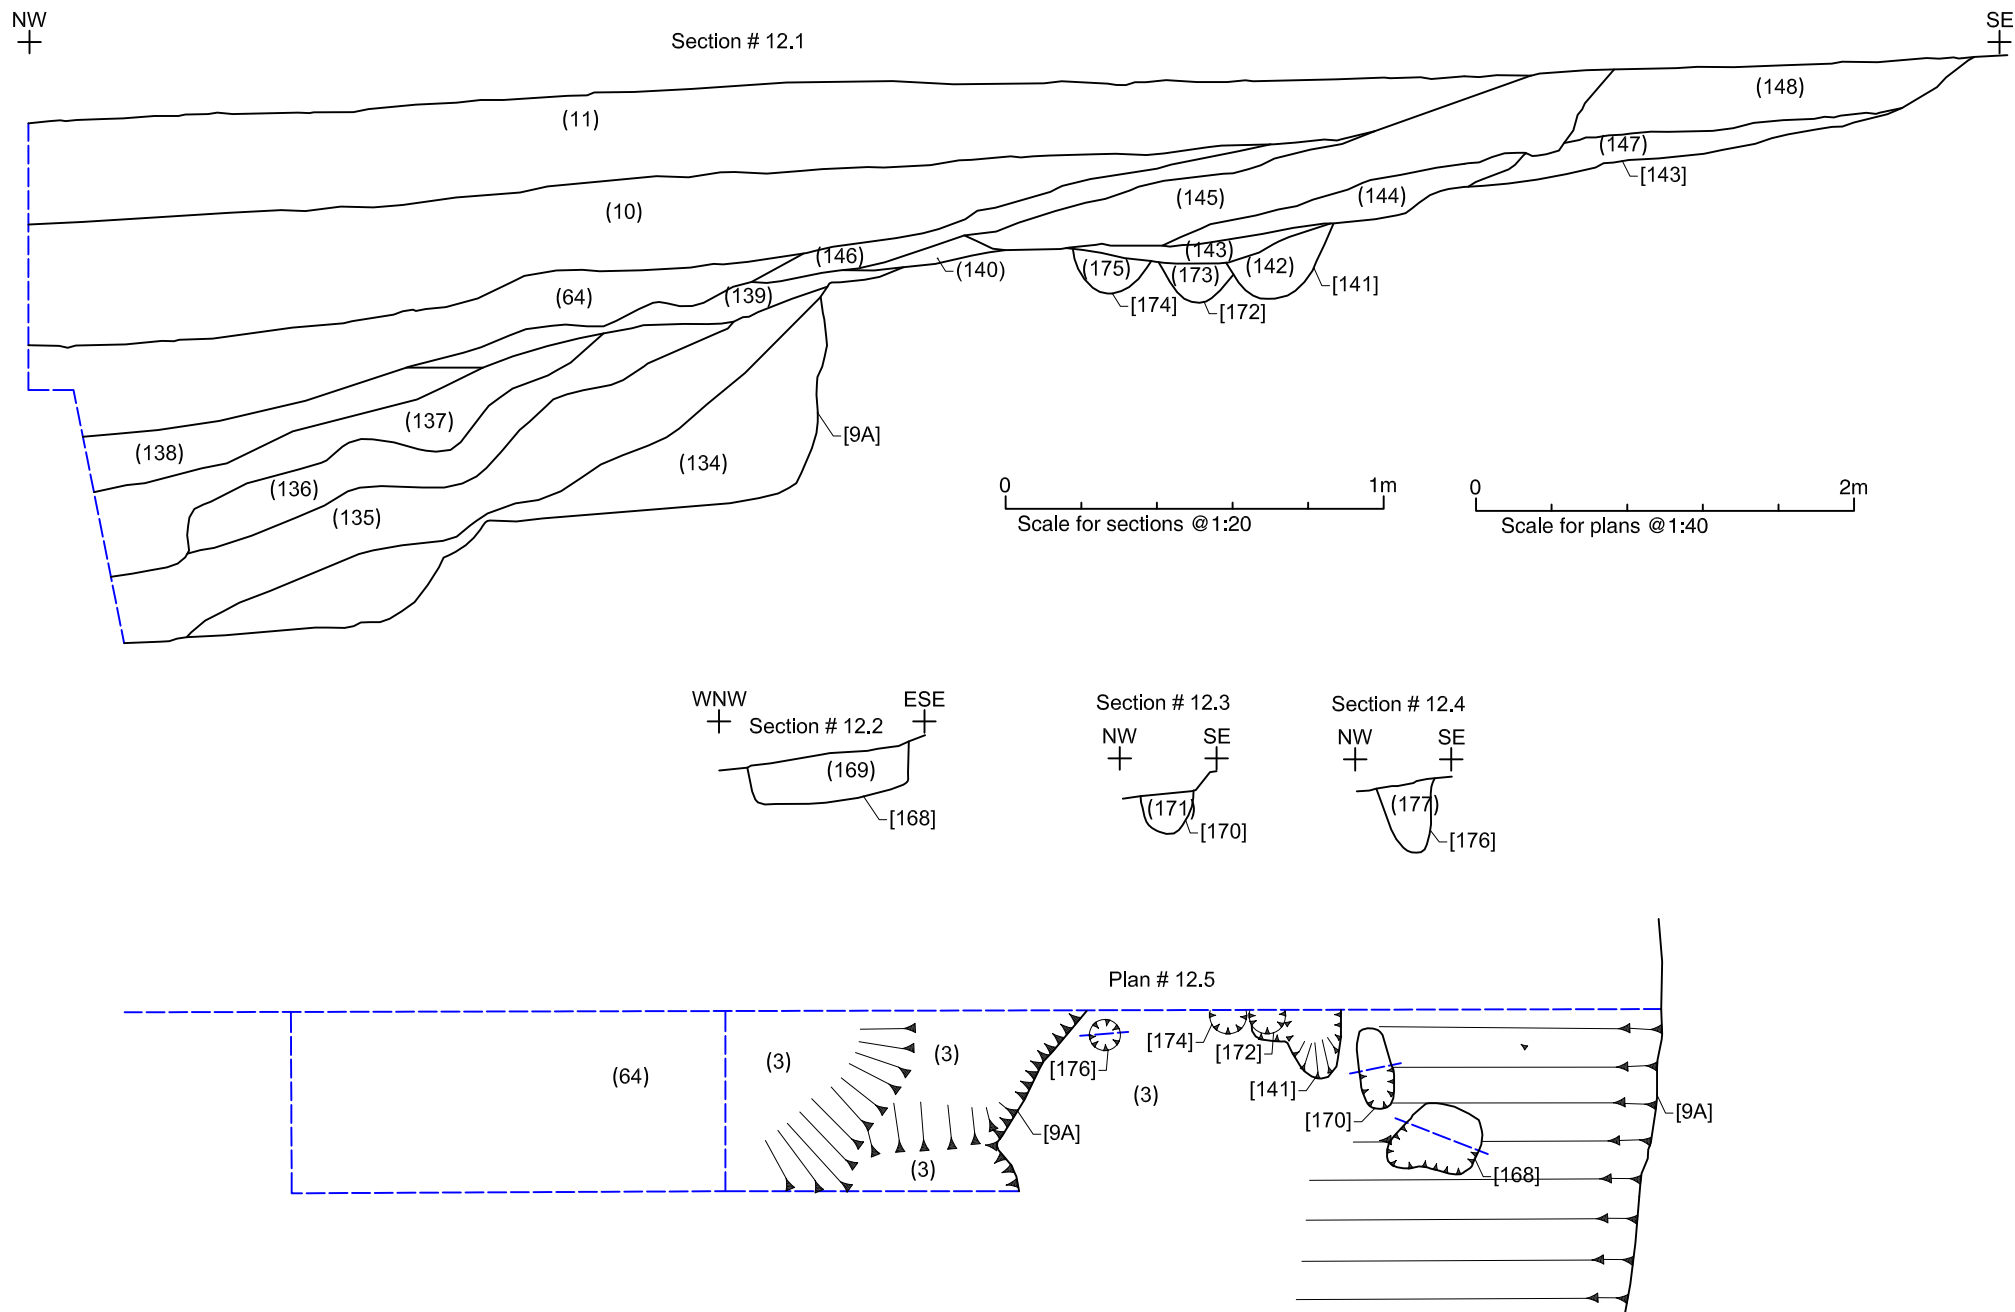 NW
SE
Section # 12.1
(11)
(148)
(147)
[143]
(10)
(145)
(144)
(146)
(140)
(143)
(175)
(173)
(142)
[141]
[174]
[172]
(64)
(139)
(137)
[9A]
(138)
(134)
(136)
(135)
0 1m
Scale for sections @1:20
0 2m
Scale for plans @1:40
WNW ESE
Section # 12.2
(169)
[168]
Section # 12.3
NW SE
(171)
[170]
Section # 12.4
NW SE
(177)
[176]
Plan # 12.5
(64)
(3)
(3)
(3)
[9A]
[176]
(3)
[174]
[172]
[141]
[170]
[168]
[9A]